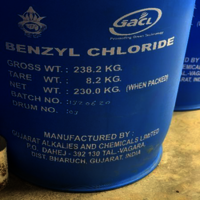 GACL
BENZYL CHLORIDE
GROSS WT. : 238.2 KG.
TARE WT. : 8.2 KG.
NET WT. : 230.0 KG. (WHEN PACKED)
BATCH NO. :
DRUM NO. :
MANUFACTURED BY :
GUJARAT ALKALIES AND CHEMICALS LIMITED
P.O. DAHEJ - 392 130 TAL-VAGARA
DIST. BHARUCH, GUJARAT, INDIA